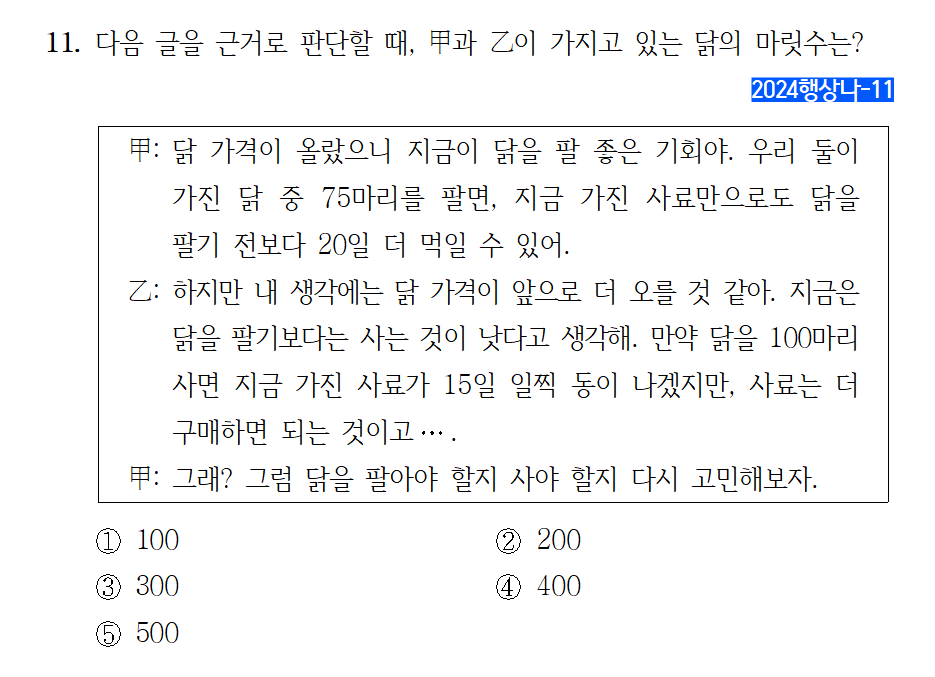 11. 다음 글을 근거로 판단할 때, 甲과 乙이 가지고 있는 닭의 마릿수는?
2024행상나-11
甲: 닭 가격이 올랐으니 지금이 닭을 팔 좋은 기회야. 우리 둘이
가진 닭 중 75마리를 팔면, 지금 가진 사료만으로도 닭을
팔기 전보다 20일 더 먹일 수 있어.
乙: 하지만 내 생각에는 닭 가격이 앞으로 더 오를 것 같아. 지금은
닭을 팔기보다는 사는 것이 낫다고 생각해. 만약 닭을 100마리
사면 지금 가진 사료가 15일 일찍 동이 나겠지만, 사료는 더
구매하면 되는 것이고 ….
甲: 그래? 그럼 닭을 팔아야 할지 사야 할지 다시 고민해보자.
① 100
② 200
③ 300
④ 400
⑤ 500